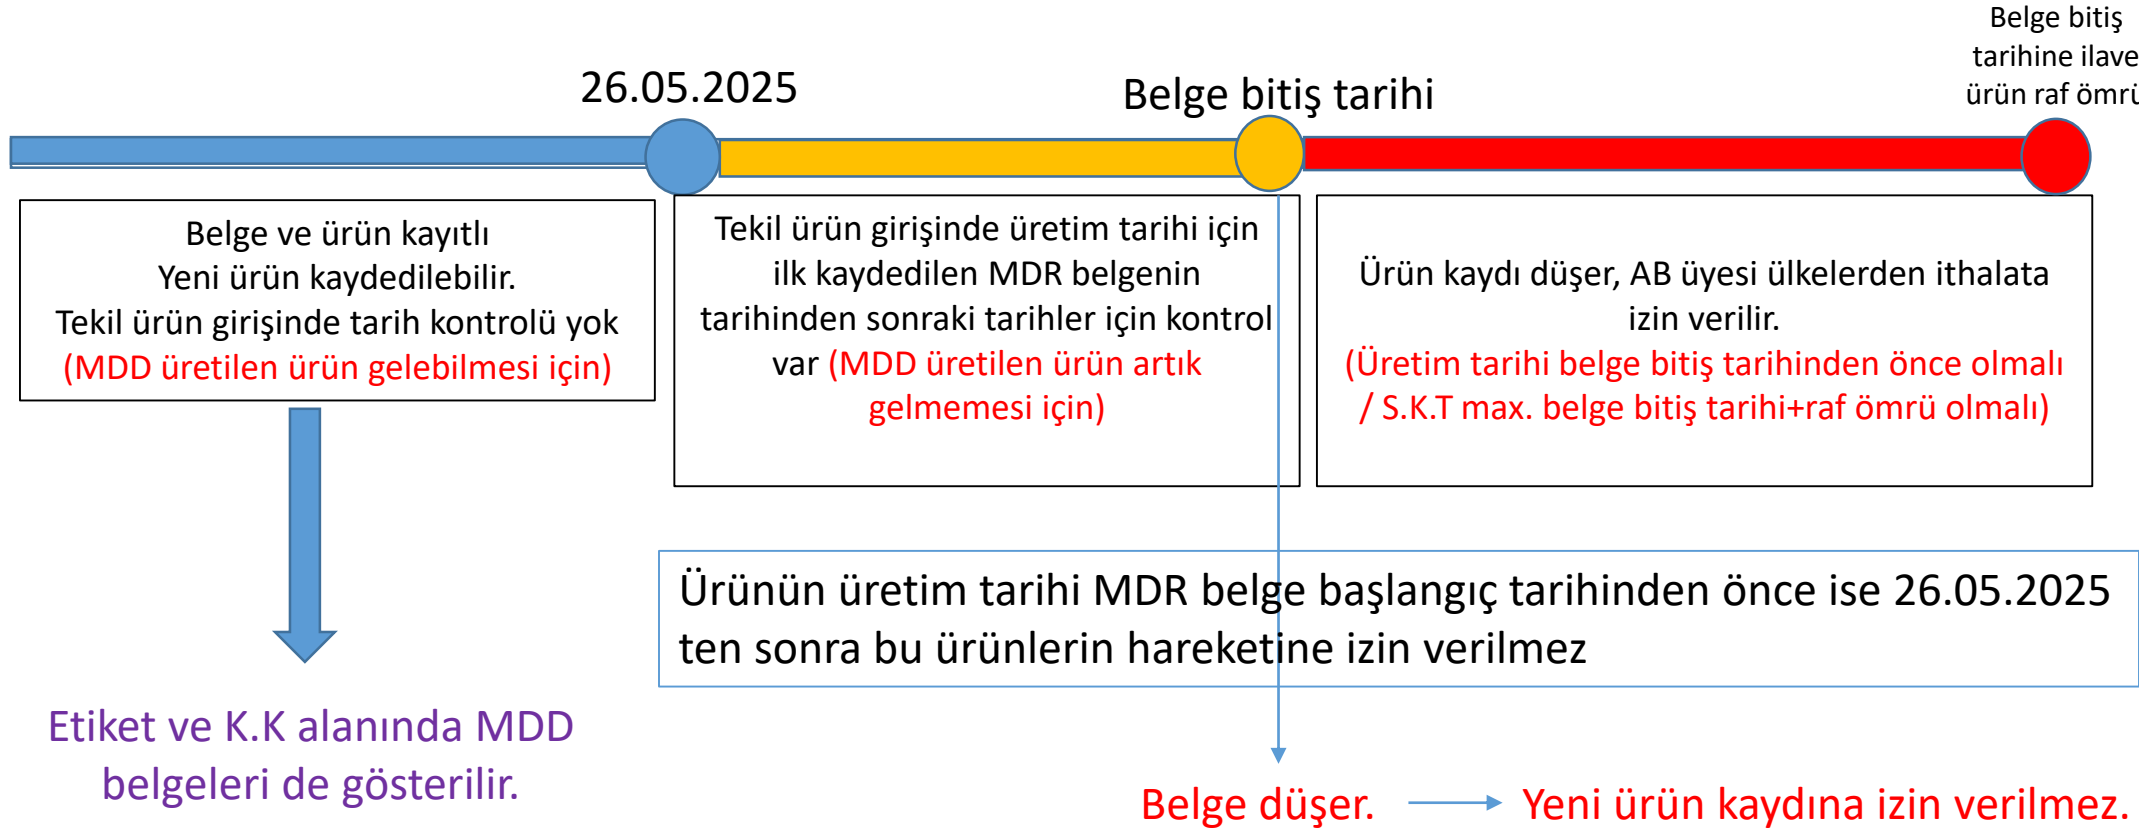 Belge bitiş
tarihine ilave
ürün raf ömrü
26.05.2025
Belge bitiş tarihi
Belge ve ürün kayıtlı
Yeni ürün kaydedilebilir.
Tekil ürün girişinde tarih kontrolü yok
(MDD üretilen ürün gelebilmesi için)
Tekil ürün girişinde üretim tarihi için
ilk kaydedilen MDR belgenin
tarihinden sonraki tarihler için kontrol
var (MDD üretilen ürün artık
gelmemesi için)
Ürün kaydı düşer, AB üyesi ülkelerden ithalata
izin verilir.
(Üretim tarihi belge bitiş tarihinden önce olmalı
/ S.K.T max. belge bitiş tarihi+raf ömrü olmalı)
Ürünün üretim tarihi MDR belge başlangıç tarihinden önce ise 26.05.2025
ten sonra bu ürünlerin hareketine izin verilmez
Etiket ve K.K alanında MDD
belgeleri de gösterilir.
Belge düşer.
Yeni ürün kaydına izin verilmez.